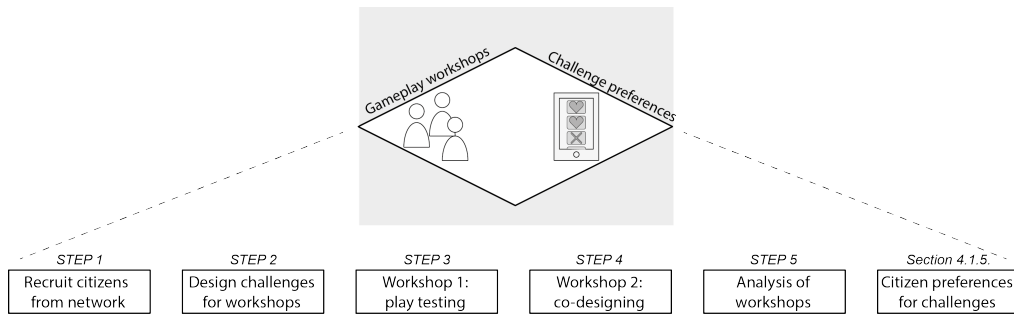 Gameplay workshops
Challenge preferences
STEP 1
Recruit citizens
from network
STEP 2
Design challenges
for workshops
STEP 3
Workshop 1:
play testing
STEP 4
Workshop 2:
co-designing
STEP 5
Analysis of
workshops
Section 4.1.5.
Citizen preferences
for challenges